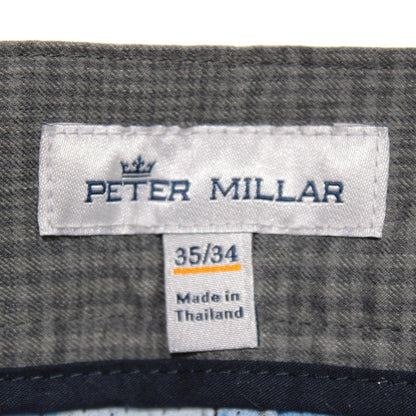 PETER MILLAR
35/34
Made in
Thailand